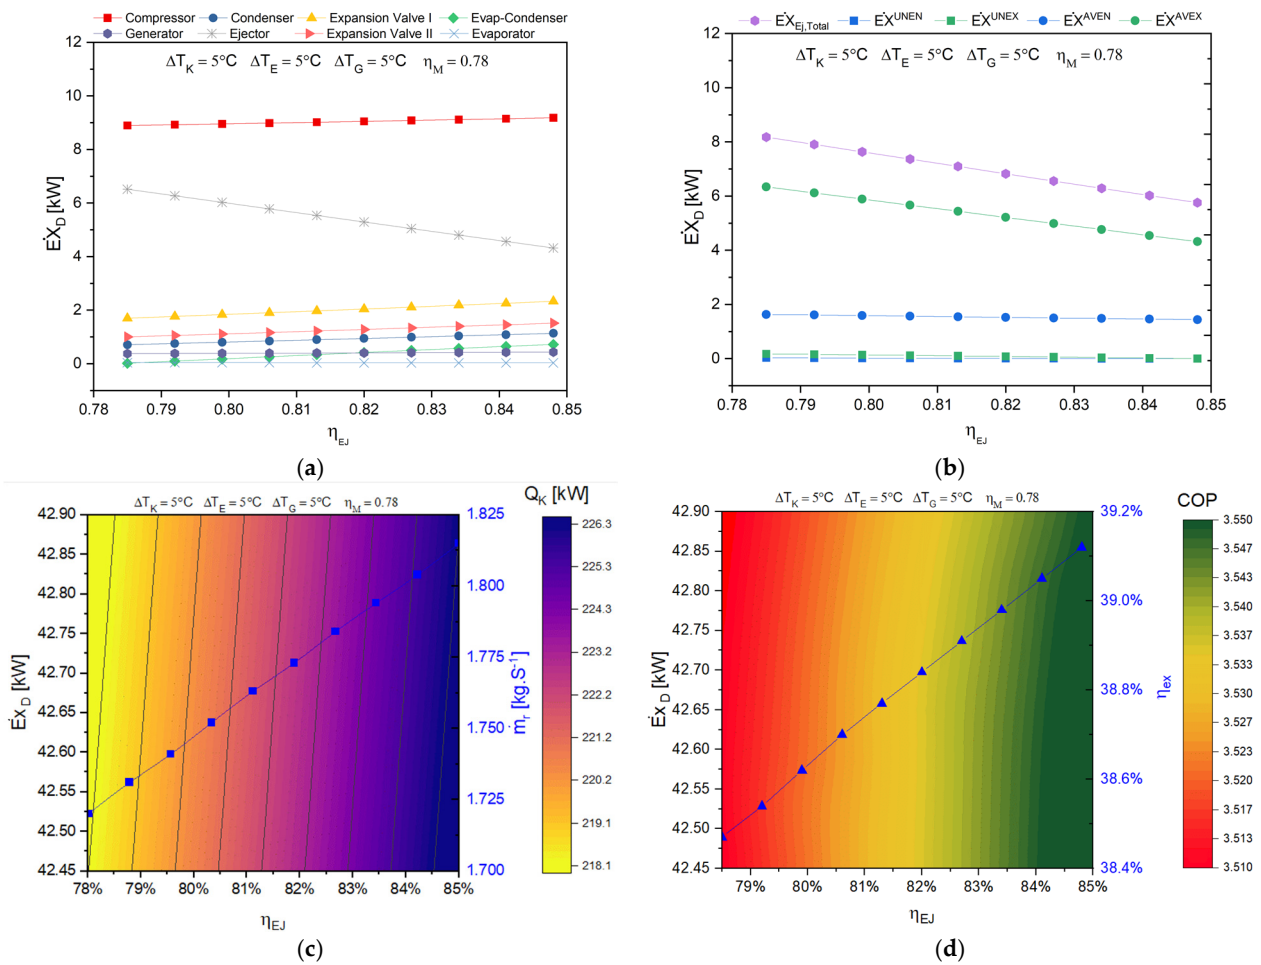 Compressor Condenser Expansion Valve I Evap-Condenser
Generator Ejector Expansion Valve II Evaporator
ΔT_K = 5°C ΔT_E = 5°C ΔT_G = 5°C η_M = 0.78
12
10
8
6
4
2
0
ĖX_D [kW]
0.78 0.79 0.80 0.81 0.82 0.83 0.84 0.85
η_EJ
(a)
ĖX_Ej,Total ĖX^UNEN ĖX^UNEX ĖX^AVEN ĖX^AVEX
ΔT_K = 5°C ΔT_E = 5°C ΔT_G = 5°C η_M = 0.78
12
10
8
6
4
2
0
ĖX_D [kW]
0.78 0.79 0.80 0.81 0.82 0.83 0.84 0.85
η_EJ
(b)
Q_K [kW]
ΔT_K = 5°C ΔT_E = 5°C ΔT_G = 5°C η_M = 0.78
42.90
42.85
42.80
42.75
42.70
42.65
42.60
42.55
42.50
42.45
Ėx_D [kW]
78% 79% 80% 81% 82% 83% 84% 85%
η_EJ
1.825
1.800
1.775
1.750
1.725
1.700
ṁ_r [kg.S⁻¹]
226.3
225.3
224.3
223.2
222.2
221.2
220.2
219.1
218.1
(c)
ΔT_K = 5°C ΔT_E = 5°C ΔT_G = 5°C η_M = 0.78
COP
42.90
42.85
42.80
42.75
42.70
42.65
42.60
42.55
42.50
42.45
Ėx_D [kW]
79% 80% 81% 82% 83% 84% 85%
η_EJ
39.2%
39.0%
38.8%
38.6%
38.4%
η_ex
3.550
3.547
3.543
3.540
3.537
3.533
3.530
3.527
3.523
3.520
3.517
3.513
3.510
(d)